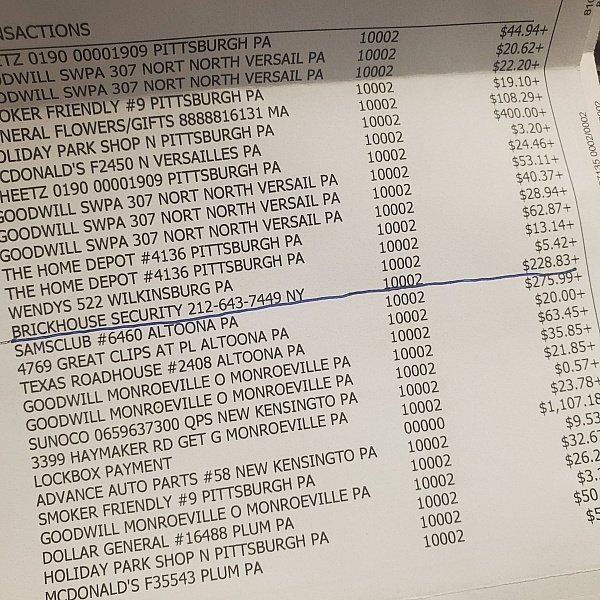 NSACTIONS
ETZ 0190 00001909 PITTSBURGH PA 10002 $44.94+
ODWILL SWPA 307 NORT NORTH VERSAIL PA 10002 $20.62+
ODWILL SWPA 307 NORT NORTH VERSAIL PA 10002 $22.20+
OKER FRIENDLY #9 PITTSBURGH PA 10002 $19.10+
NERAL FLOWERS/GIFTS 8888816131 MA 10002 $108.29+
OLIDAY PARK SHOP N PITTSBURGH PA 10002 $400.00+
CDONALD'S F2450 N VERSAILLES PA 10002 $3.20+
HEETZ 0190 00001909 PITTSBURGH PA 10002 $24.46+
GOODWILL SWPA 307 NORT NORTH VERSAIL PA 10002 $53.11+
GOODWILL SWPA 307 NORT NORTH VERSAIL PA 10002 $40.37+
GOODWILL SWPA 307 NORT NORTH VERSAIL PA 10002 $28.94+
THE HOME DEPOT #4136 PITTSBURGH PA 10002 $62.87+
THE HOME DEPOT #4136 PITTSBURGH PA 10002 $13.14+
WENDYS 522 WILKINSBURG PA 10002 $5.42+
BRICKHOUSE SECURITY 212-643-7449 NY 10002 $228.83+
SAMSCLUB #6460 ALTOONA PA 10002 $275.99+
4769 GREAT CLIPS AT PL ALTOONA PA 10002 $20.00+
TEXAS ROADHOUSE #2408 ALTOONA PA 10002 $63.45+
GOODWILL MONROEVILLE O MONROEVILLE PA 10002 $35.85+
GOODWILL MONROEVILLE O MONROEVILLE PA 10002 $21.85+
SUNOCO 0659637300 QPS NEW KENSINGTO PA 10002 $0.57+
3399 HAYMAKER RD GET G MONROEVILLE PA 10002 $23.78+
LOCKBOX PAYMENT 00000 $1,107.18
ADVANCE AUTO PARTS #58 NEW KENSINGTO PA 10002 $9.53
SMOKER FRIENDLY #9 PITTSBURGH PA 10002 $32.6
GOODWILL MONROEVILLE O MONROEVILLE PA 10002 $26.2
DOLLAR GENERAL #16488 PLUM PA 10002 $3.
HOLIDAY PARK SHOP N PITTSBURGH PA 10002 $50
MCDONALD'S F35543 PLUM PA 10002